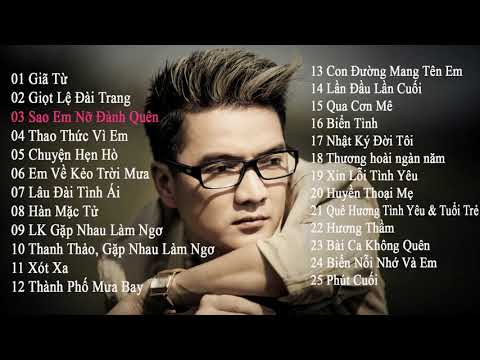 01 Giã Từ
02 Giọt Lệ Đài Trang
03 Sao Em Nỡ Đành Quên
04 Thao Thức Vì Em
05 Chuyện Hẹn Hò
06 Em Về Kẻo Trời Mưa
07 Lâu Đài Tình Ái
08 Hàn Mặc Tử
09 LK Gặp Nhau Làm Ngơ
10 Thanh Thảo, Gặp Nhau Làm Ngơ
11 Xót Xa
12 Thành Phố Mưa Bay
13 Con Đường Mang Tên Em
14 Lần Đầu Lần Cuối
15 Qua Cơn Mê
16 Biển Tình
17 Nhật Ký Đời Tôi
18 Thương hoài ngàn năm
19 Xin Lỗi Tình Yêu
20 Huyền Thoại Mẹ
21 Quê Hương Tình Yêu & Tuổi Trẻ
22 Hương Thầm
23 Bài Ca Không Quên
24 Biển Nỗi Nhớ Và Em
25 Phút Cuối